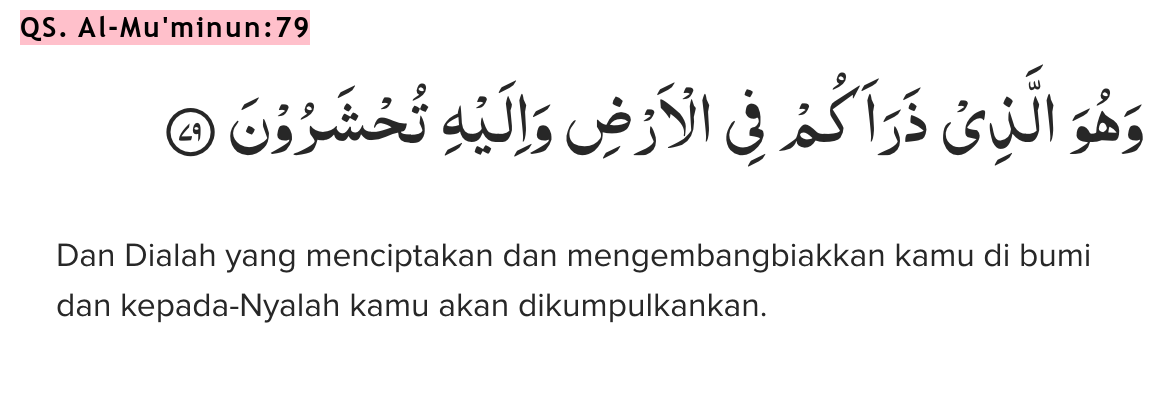 QS. Al-Mu'minun:79
وَهُوَ الَّذِيْ ذَرَاَكُمْ فِى الْاَرْضِ وَاِلَيْهِ تُحْشَرُوْنَ ٧٩
Dan Dialah yang menciptakan dan mengembangbiakkan kamu di bumi
dan kepada-Nyalah kamu akan dikumpulkankan.